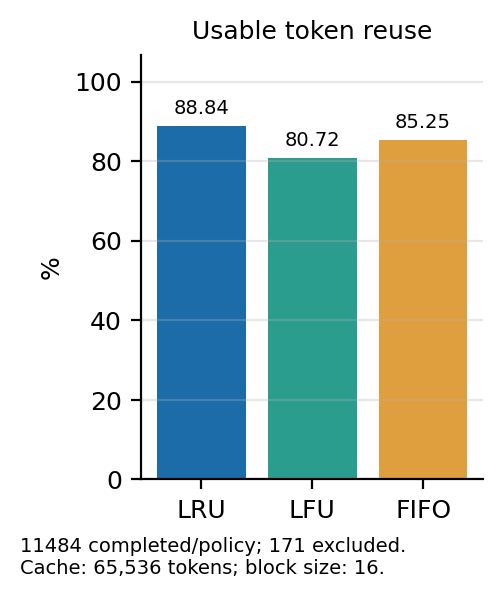 Usable token reuse
100
80
60
40
20
0
%
88.84
80.72
85.25
LRU
LFU
FIFO
11484 completed/policy; 171 excluded.
Cache: 65,536 tokens; block size: 16.